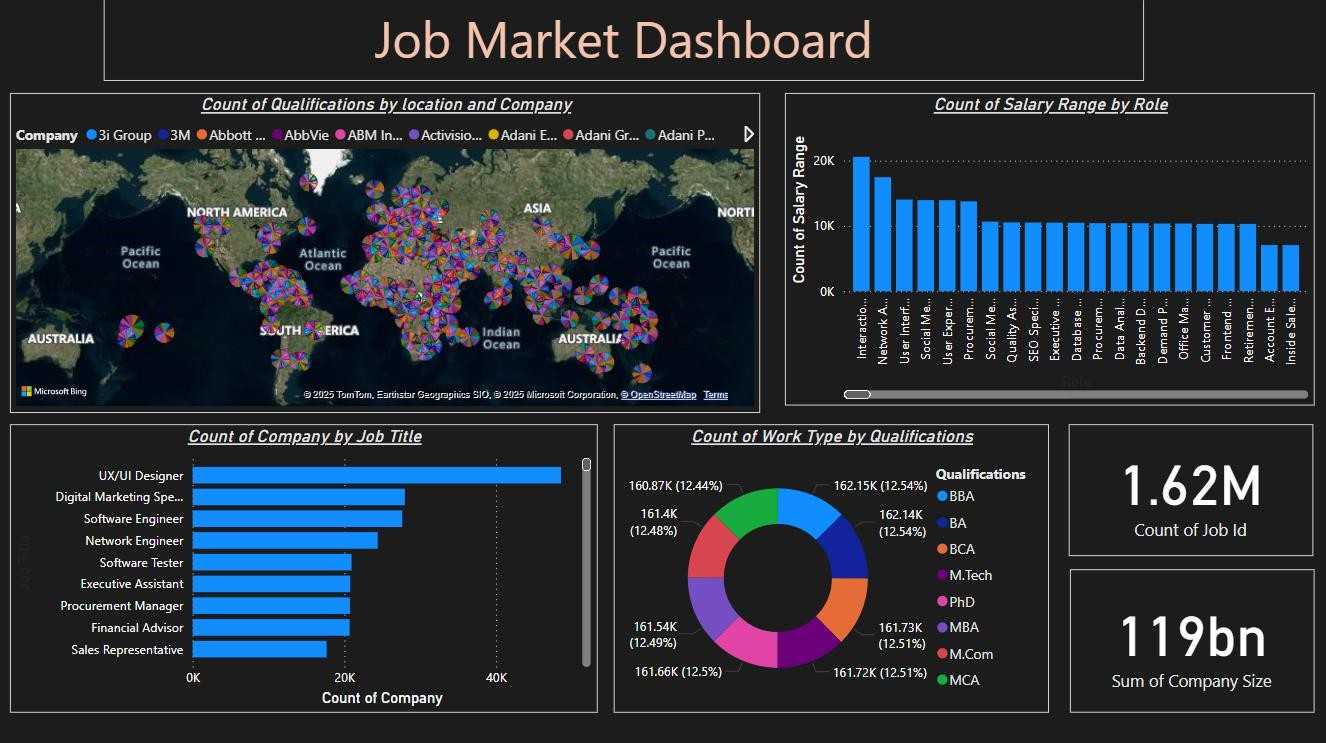 Job Market Dashboard
Count of Qualifications by location and Company
Company 3i Group 3M Abbott ... AbbVie ABM In... Activisio... Adani E... Adani Gr... Adani P...
NORTH AMERICA
ASIA
NORTI
Pacific
Ocean
Atlantic
Ocean
Pacific
Ocean
AUSTRALIA
SOUTH ERICA
Indian
Ocean
AUSTRALIA
Microsoft Bing
© 2025 TomTom, Earthstar Geographics SIO, © 2025 Microsoft Corporation, © OpenStreetMap Terms
Count of Salary Range by Role
Count of Salary Range
20K
10K
0K
Interactio...
Network A...
User Interf...
Social Me...
User Exper...
Procurem...
Social Me...
Quality As...
SEO Speci...
Executive ...
Database ...
Procurem...
Data Anal...
Backend D...
Demand P...
Office Ma...
Customer ...
Frontend ...
Retiremen...
Account E...
Inside Sale...
Role
Count of Company by Job Title
Job Title
UX/UI Designer
Digital Marketing Spe...
Software Engineer
Network Engineer
Software Tester
Executive Assistant
Procurement Manager
Financial Advisor
Sales Representative
0K 20K 40K
Count of Company
Count of Work Type by Qualifications
160.87K (12.44%)
162.15K (12.54%)
161.4K
(12.48%)
162.14K
(12.54%)
161.54K
(12.49%)
161.73K
(12.51%)
161.66K (12.5%)
161.72K (12.51%)
Qualifications
BBA
BA
BCA
M.Tech
PhD
MBA
M.Com
MCA
1.62M
Count of Job Id
119bn
Sum of Company Size